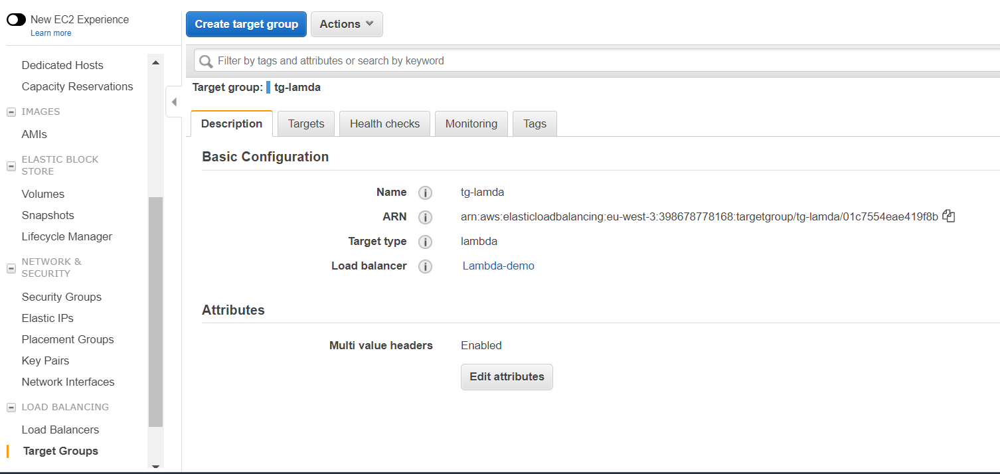 New EC2 Experience
Learn more
Dedicated Hosts
Capacity Reservations
IMAGES
AMIs
ELASTIC BLOCK
STORE
Volumes
Snapshots
Lifecycle Manager
NETWORK &
SECURITY
Security Groups
Elastic IPs
Placement Groups
Key Pairs
Network Interfaces
LOAD BALANCING
Load Balancers
Target Groups
Create target group Actions
Filter by tags and attributes or search by keyword
Target group: tg-lamda
Description Targets Health checks Monitoring Tags
Basic Configuration
Name i tg-lamda
ARN i arn:aws:elasticloadbalancing:eu-west-3:398678778168:targetgroup/tg-lamda/01c7554eae419f8b
Target type i lambda
Load balancer i Lambda-demo
Attributes
Multi value headers Enabled
Edit attributes